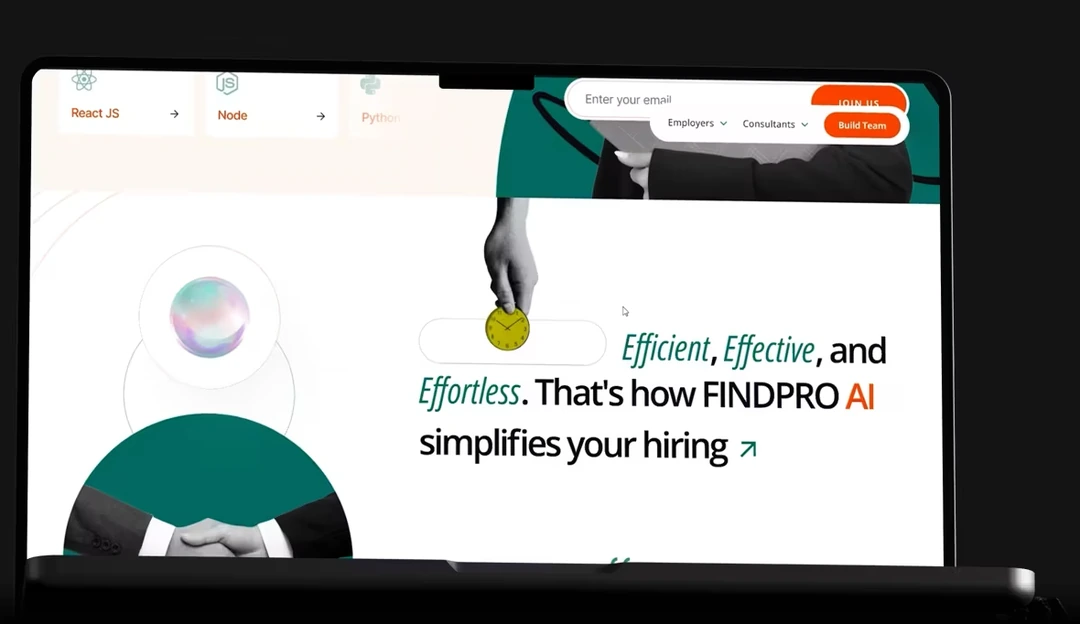 React JS
Node
Python
Enter your email
JOIN US
Employers
Consultants
Build Team
Efficient, Effective, and
Effortless. That's how FINDPRO AI
simplifies your hiring